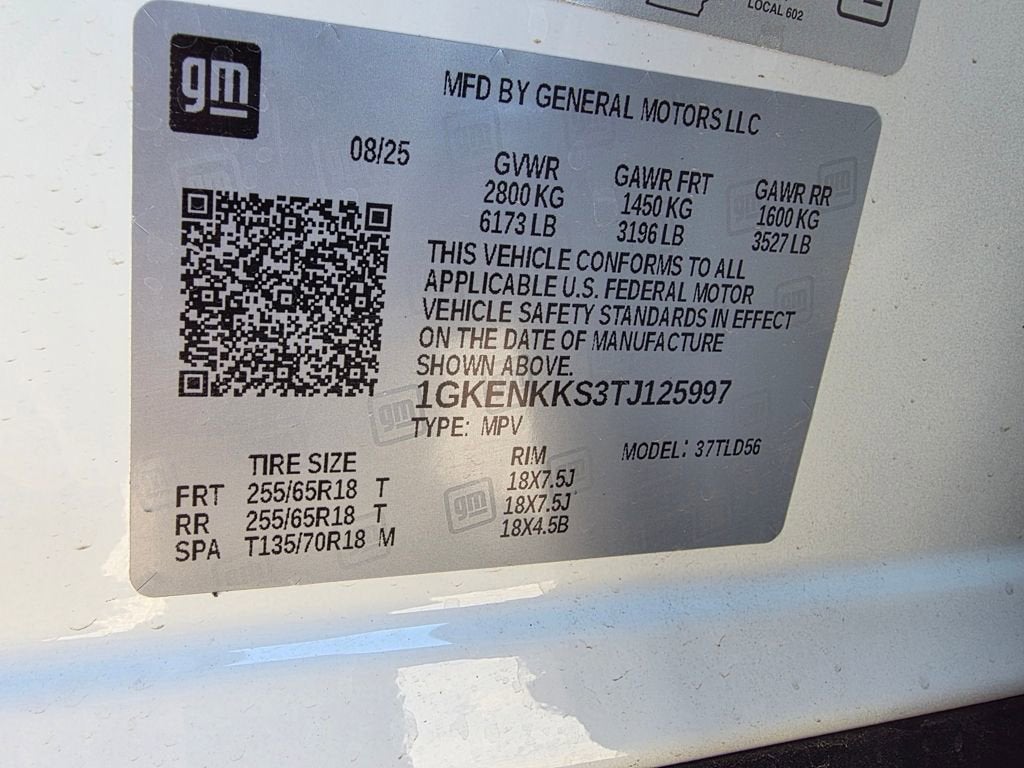 LOCAL 602
gm
MFD BY GENERAL MOTORS LLC
08/25
GVWR GAWR FRT GAWR RR
2800 KG 1450 KG 1600 KG
6173 LB 3196 LB 3527 LB
THIS VEHICLE CONFORMS TO ALL
APPLICABLE U.S. FEDERAL MOTOR
VEHICLE SAFETY STANDARDS IN EFFECT
ON THE DATE OF MANUFACTURE
SHOWN ABOVE.
1GKENKKS3TJ125997
TYPE: MPV MODEL: 37TLD56
TIRE SIZE RIM
FRT 255/65R18 T 18X7.5J
RR 255/65R18 T 18X7.5J
SPA T135/70R18 M 18X4.5B
gm
gm